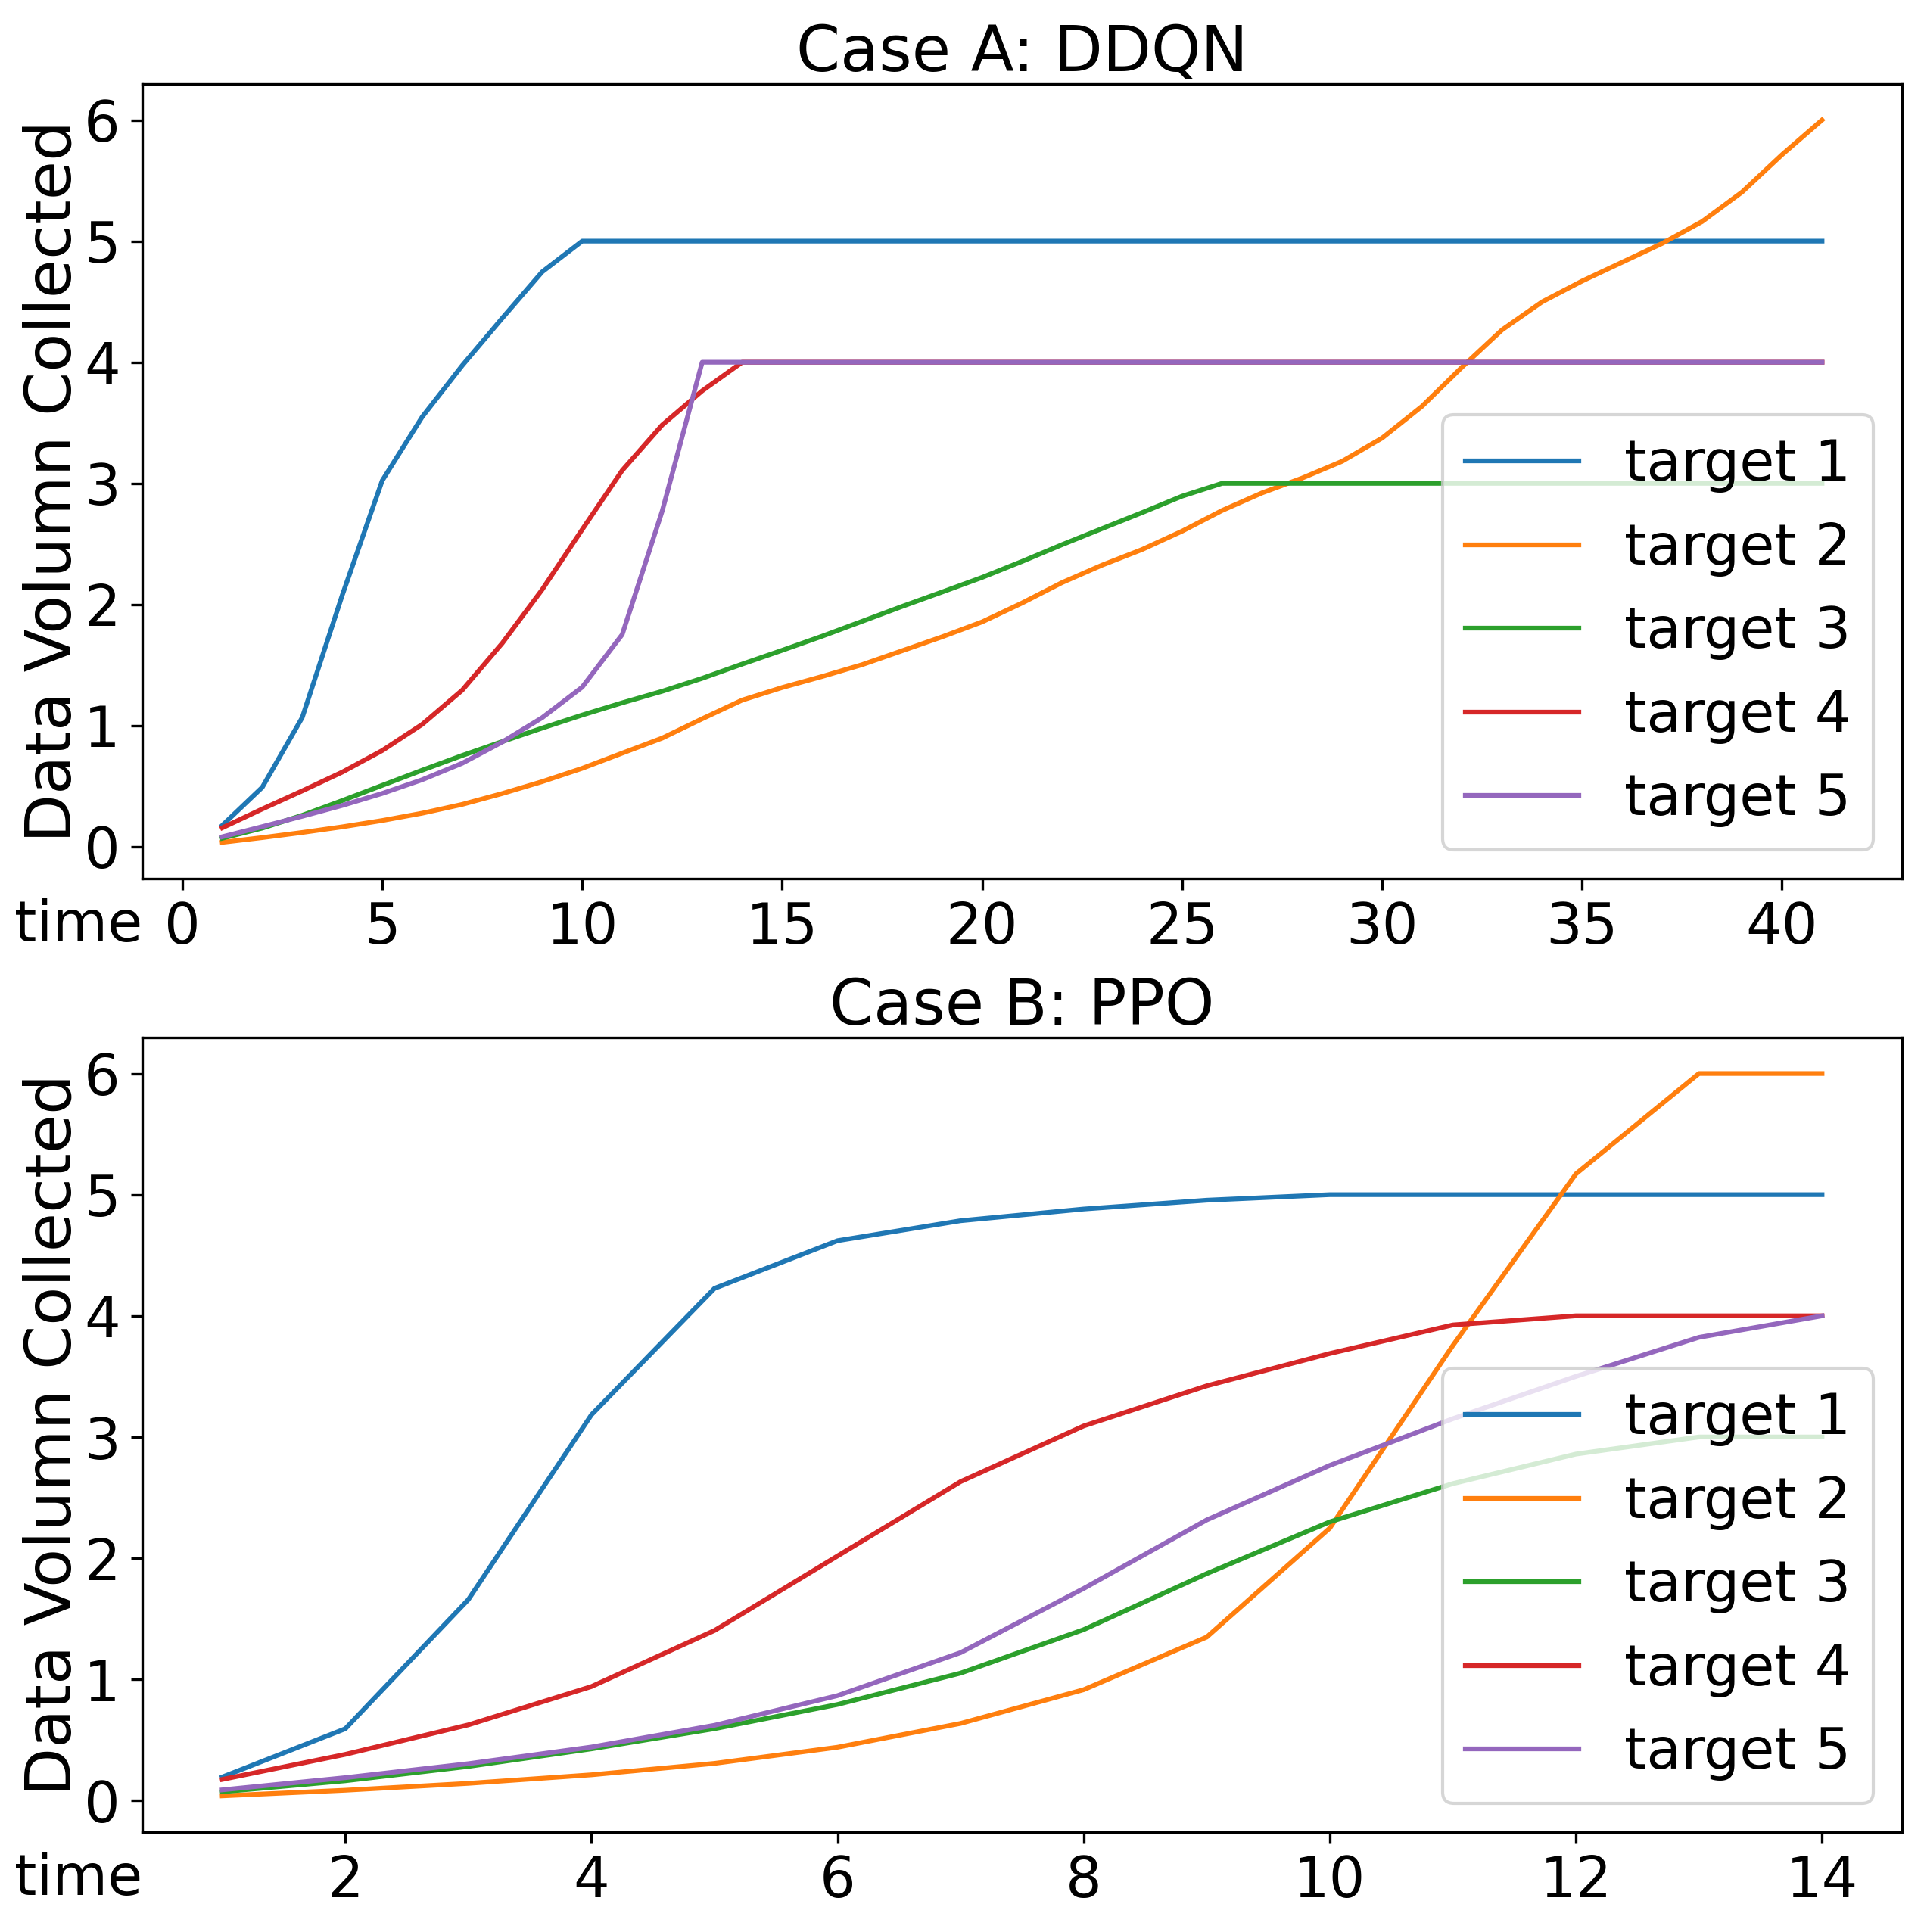 Case A: DDQN
Data Volumn Collected
6
5
4
3
2
1
0
target 1
target 2
target 3
target 4
target 5
time 0 5 10 15 20 25 30 35 40
Case B: PPO
Data Volumn Collected
6
5
4
3
2
1
0
target 1
target 2
target 3
target 4
target 5
time 2 4 6 8 10 12 14